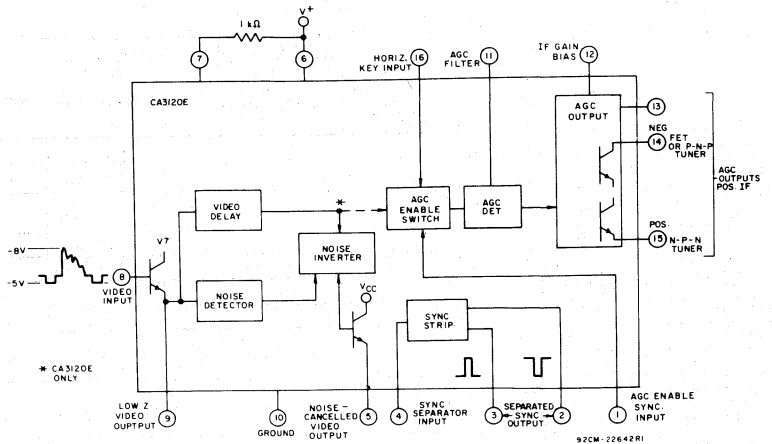 V+
1 kΩ
7
6
HORIZ.
KEY INPUT
16
AGC
FILTER
11
IF GAIN
BIAS
12
CA3120E
AGC
OUTPUT
13
NEG
14
FET
OR P-N-P
TUNER
AGC
OUTPUTS
POS. IF
POS.
15
N-P-N
TUNER
VIDEO
DELAY
*
AGC
ENABLE
SWITCH
AGC
DET
NOISE
INVERTER
-8V
-5V
V7
8
VIDEO
INPUT
NOISE
DETECTOR
VCC
SYNC
STRIP.
* CA3120E
ONLY
LOW Z
VIDEO
OUPTPUT
9
10
GROUND
NOISE -
CANCELLED
VIDEO
OUTPUT
5
4
SYNC
SEPARATOR
INPUT
3
SEPARATED
SYNC
OUTPUT
2
1
AGC ENABLE
SYNC.
INPUT
92CM-22642R1